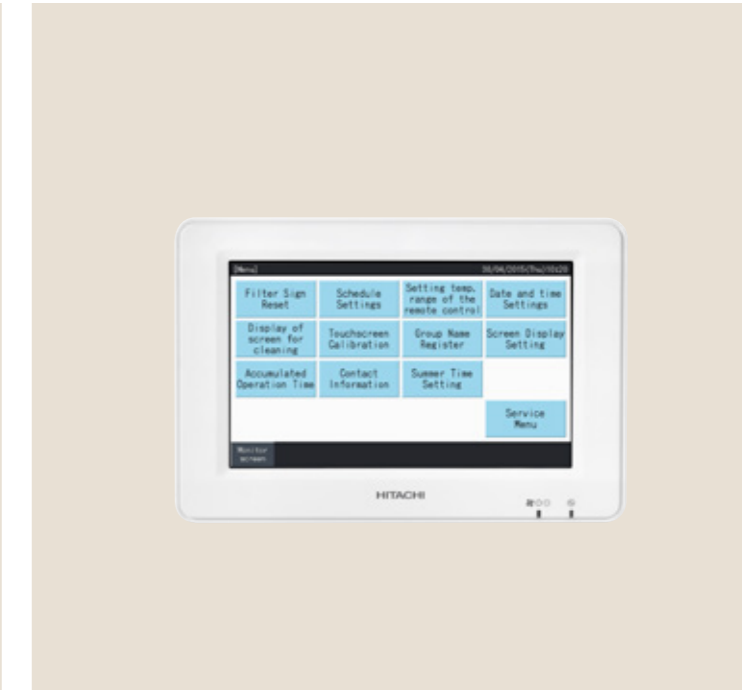 [Menu]
Filter Sign
Reset
Schedule
Settings
Setting temp.
range of the
remote control
Date and time
Settings
Display of
screen for
cleaning
Touchscreen
Calibration
Group Name
Register
Screen Display
Setting
Accumulated
Operation Time
Contact
Information
Summer Time
Setting
Service
Menu
Monitor
screen
HITACHI